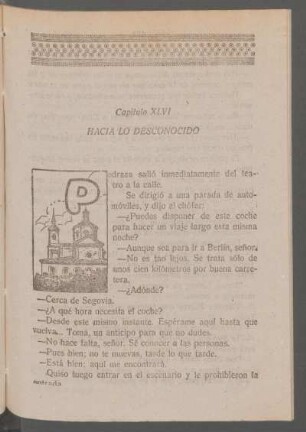 Capítulo XLVI
HACIA LO DESCONOCIDO
Pedraza salió inmediatamente del tea-
tro a la calle.
Se dirigió a una parada de auto-
móviles, y dijo al chófer:
—¿Puedes disponer de este coche
para hacer un viaje largo esta misma
noche?
—Aunque sea para ir a Berlín, señor.
—No es tan lejos. Se trata sólo de
unos cien kilómetros por buena carre-
tera.
—¿Adónde?
—Cerca de Segovia.
—¿A qué hora necesita el coche?
—Desde este mismo instante. Espérame aquí hasta que
vuelva... Toma, un anticipo para que no dudes.
—No hace falta, señor. Sé conocer a las personas.
—Pues bien; no te muevas, tarde lo que tarde.
—Está bien; aquí me encontrará.
Quiso luego entrar en el escenario y le prohibieron la
entrada.